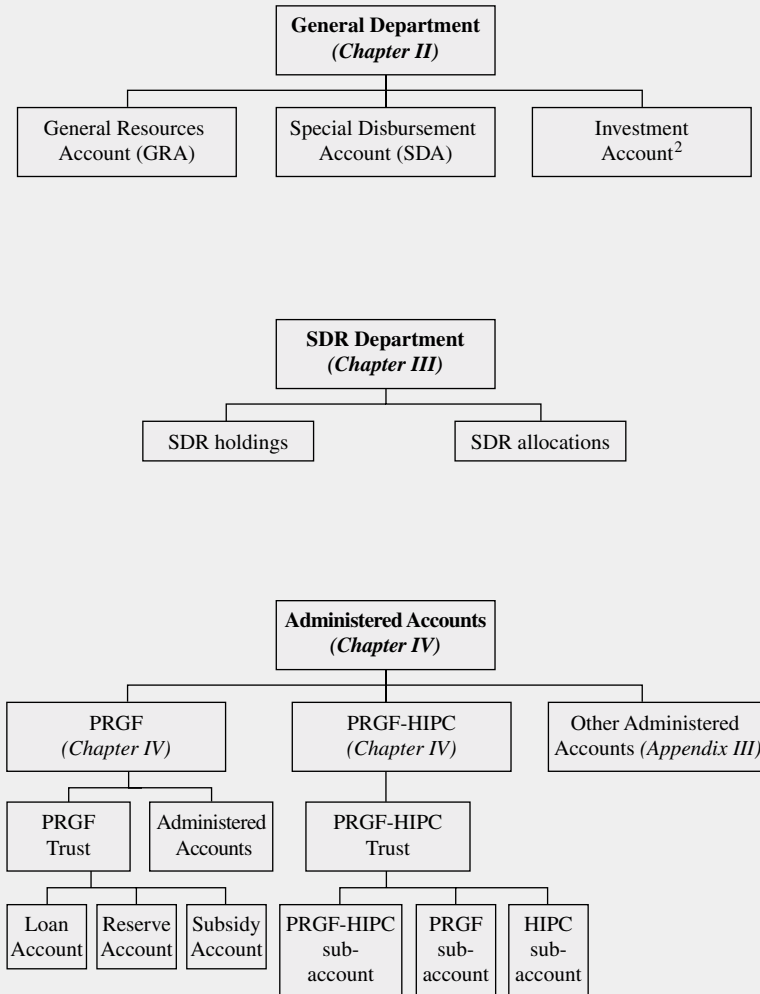 General Department
(Chapter II)
General Resources
Account (GRA)
Special Disbursement
Account (SDA)
Investment
Account2
SDR Department
(Chapter III)
SDR holdings
SDR allocations
Administered Accounts
(Chapter IV)
PRGF
(Chapter IV)
PRGF-HIPC
(Chapter IV)
Other Administered
Accounts (Appendix III)
PRGF
Trust
Administered
Accounts
PRGF-HIPC
Trust
Loan
Account
Reserve
Account
Subsidy
Account
PRGF-HIPC
sub-
account
PRGF
sub-
account
HIPC
sub-
account